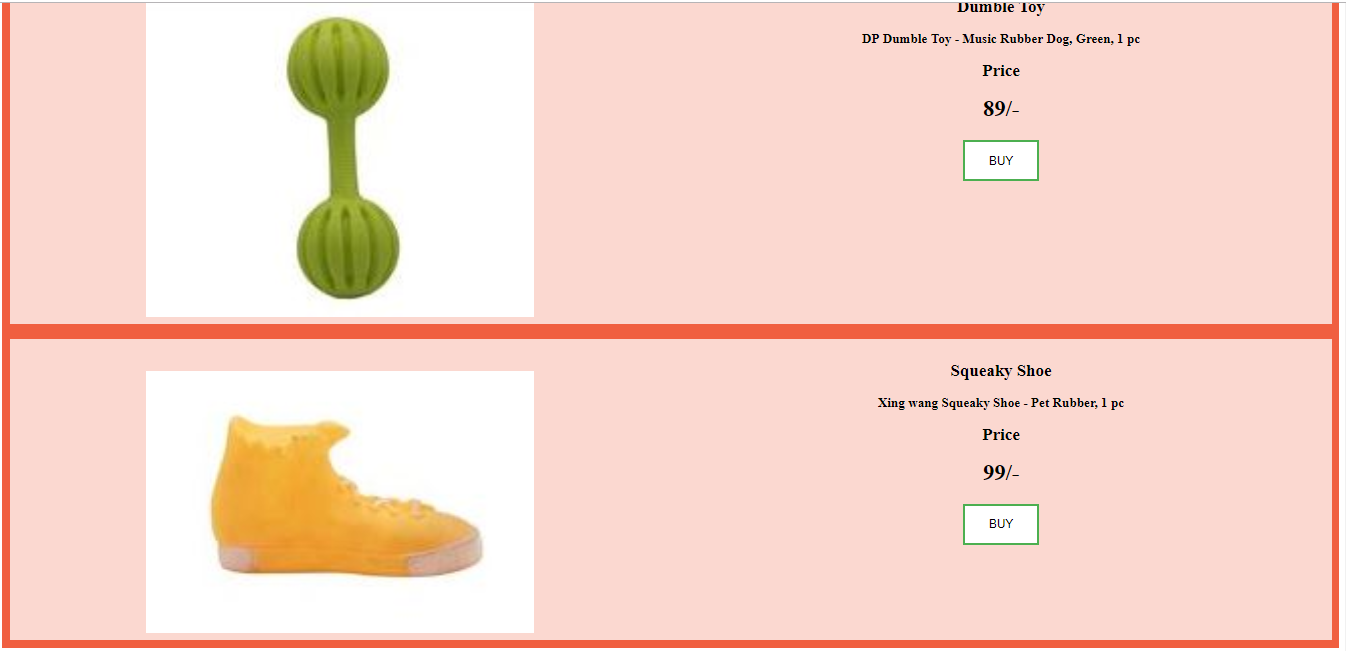 Dumble Toy
DP Dumble Toy - Music Rubber Dog, Green, 1 pc
Price
89/-
BUY
Squeaky Shoe
Xing wang Squeaky Shoe - Pet Rubber, 1 pc
Price
99/-
BUY